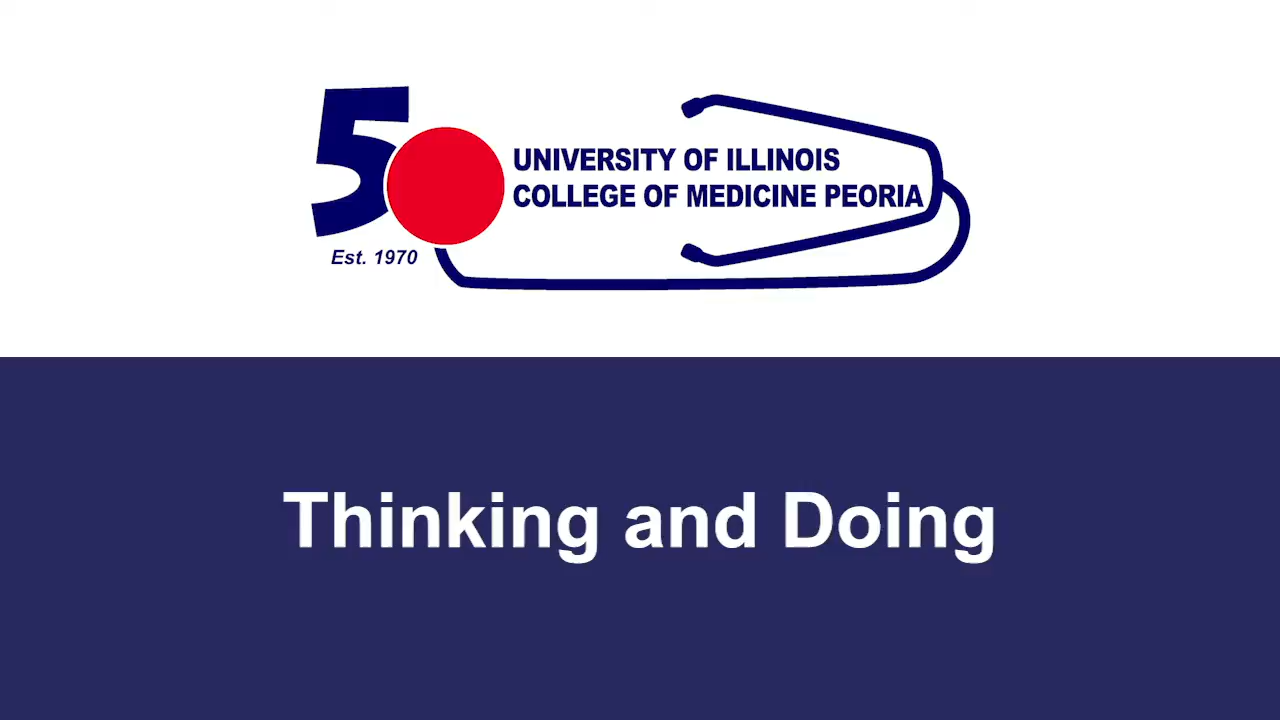 50
UNIVERSITY OF ILLINOIS
COLLEGE OF MEDICINE PEORIA
Est. 1970
Thinking and Doing